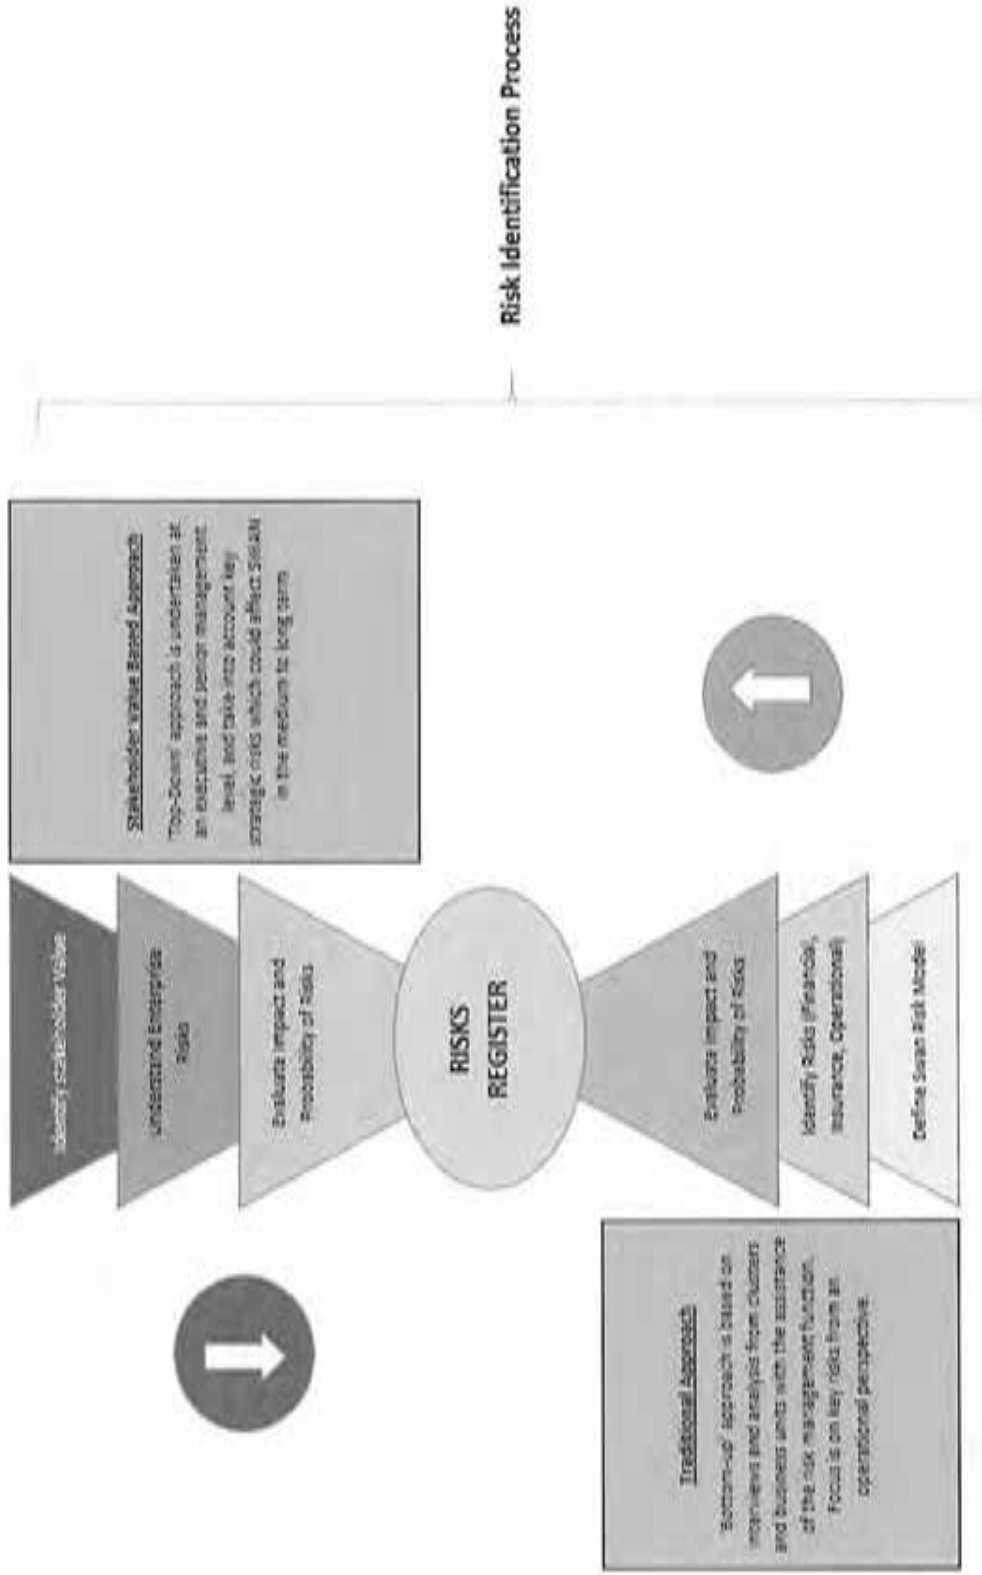 Identify stakeholder Value
Understand Enterprise
Risks
Evaluate Impact and
Probability of Risks
Stakeholder Value Based Approach
'Top-Down' approach is undertaken at
an executive and senior management
level, and take into account key
strategic risks which could affect SWAN
in the medium to long term
RISKS
REGISTER
Traditional Approach
'Bottom-up' approach is based on
interviews and analysis from clusters
and business units with the assistance
of the risk management function.
Focus is on key risks from an
operational perspective.
Evaluate Impact and
Probability of Risks
Identify Risks (Financial,
Insurance, Operational)
Define Swan Risk Model
Risk Identification Process